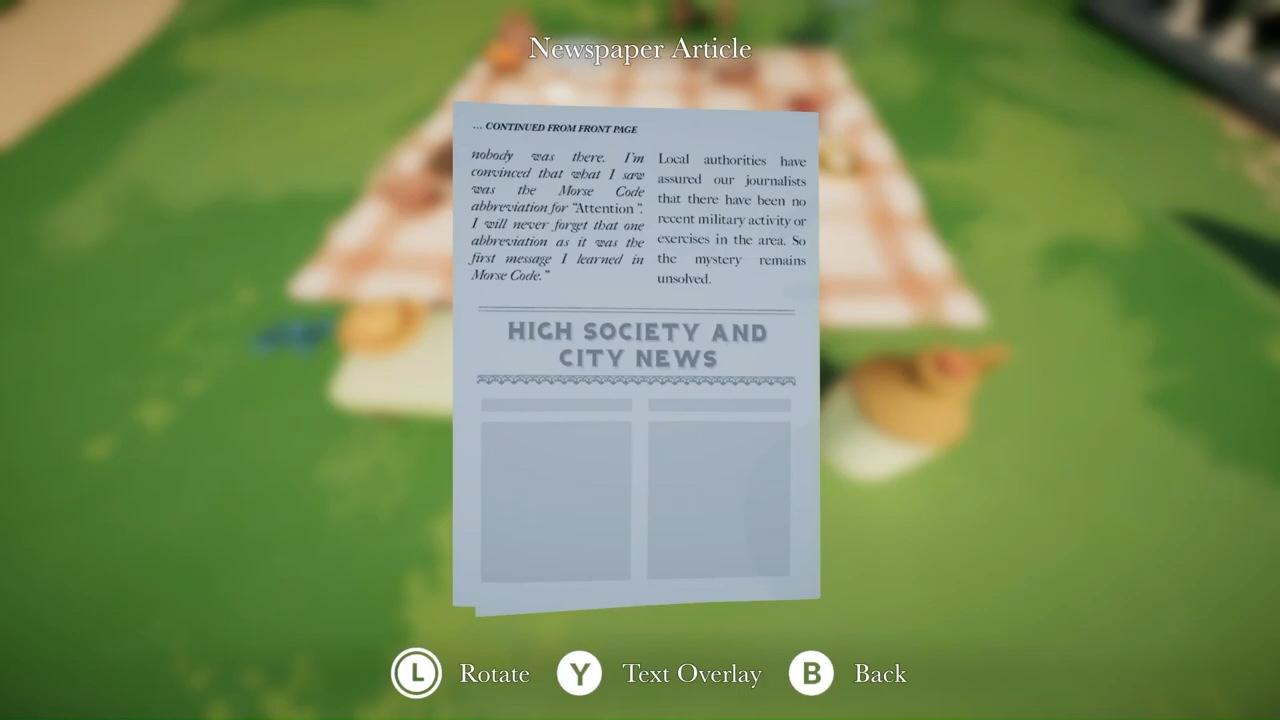 Newspaper Article
... CONTINUED FROM FRONT PAGE
nobody was there. I'm
convinced that what I saw
was the Morse Code
abbreviation for "Attention".
I will never forget that one
abbreviation as it was the
first message I learned in
Morse Code."
Local authorities have
assured our journalists
that there have been no
recent military activity or
exercises in the area. So
the mystery remains
unsolved.
HIGH SOCIETY AND
CITY NEWS
L Rotate Y Text Overlay B Back